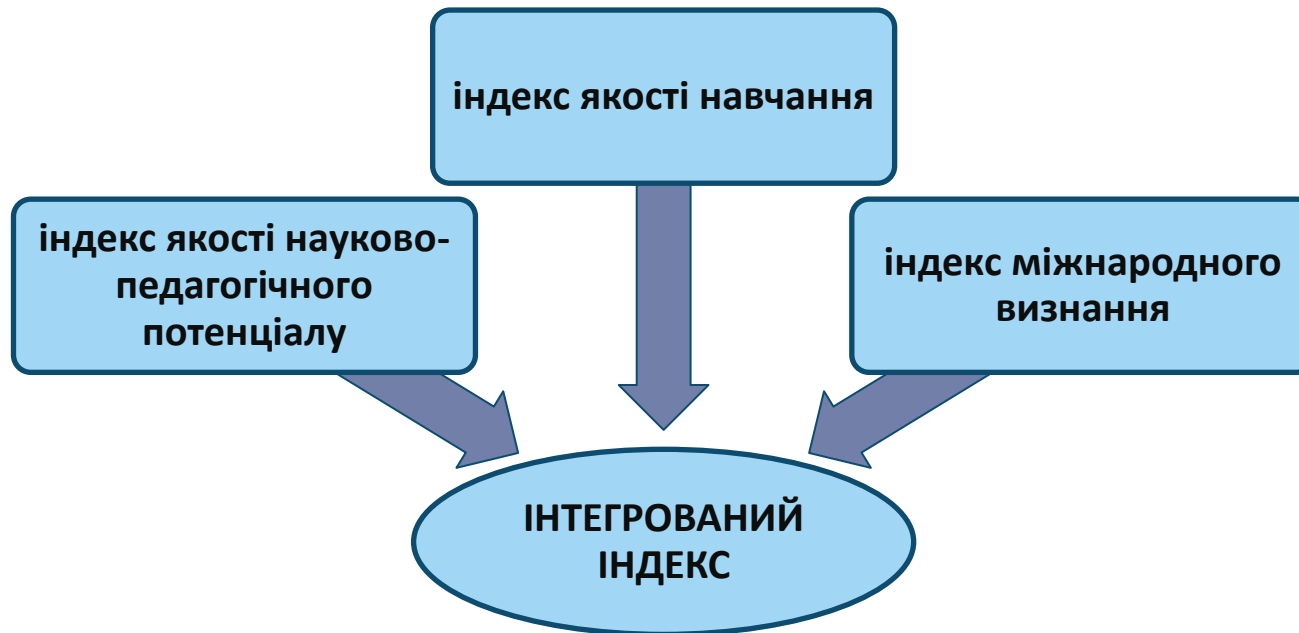 індекс якості навчання
індекс якості науково-
педагогічного
потенціалу
індекс міжнародного
визнання
ІНТЕГРОВАНИЙ
ІНДЕКС